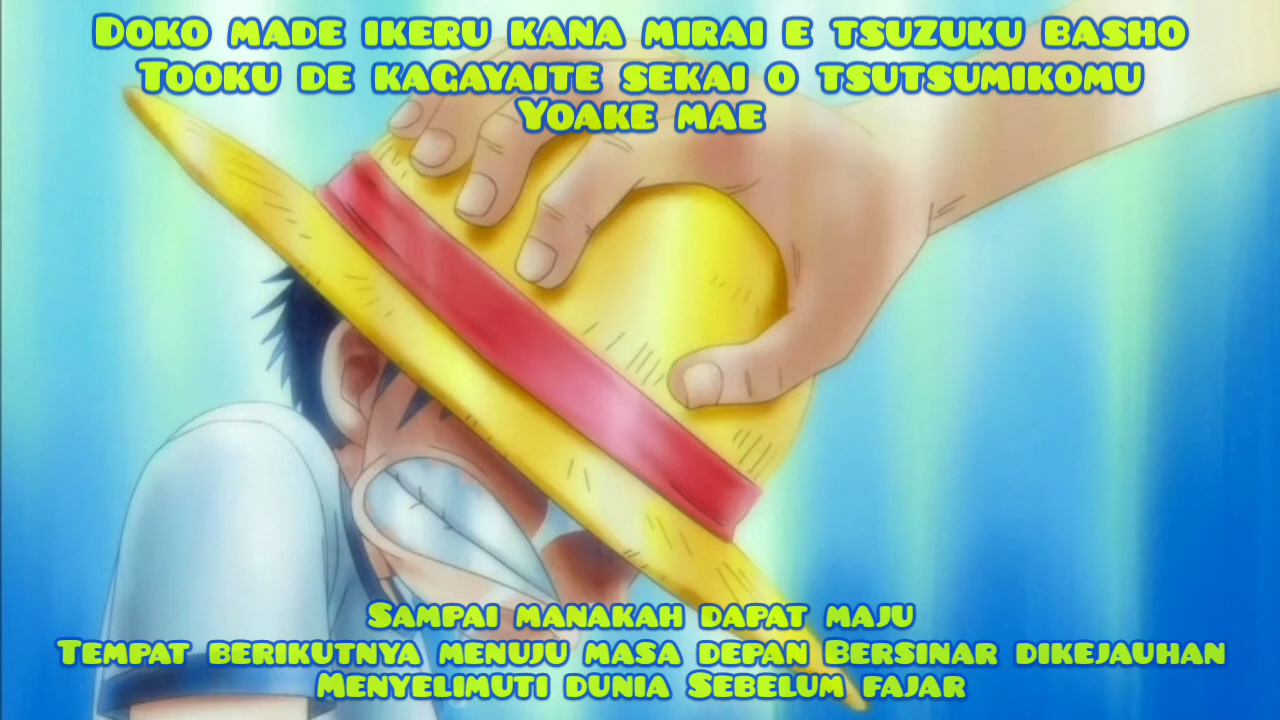 Doko made ikeru kana mirai e tsuzuku basho
Tooku de kagayaite sekai o tsutsumikomu
Yoake mae
Sampai manakah dapat maju
Tempat berikutnya menuju masa depan Bersinar dikejauhan
Menyelimuti dunia Sebelum fajar